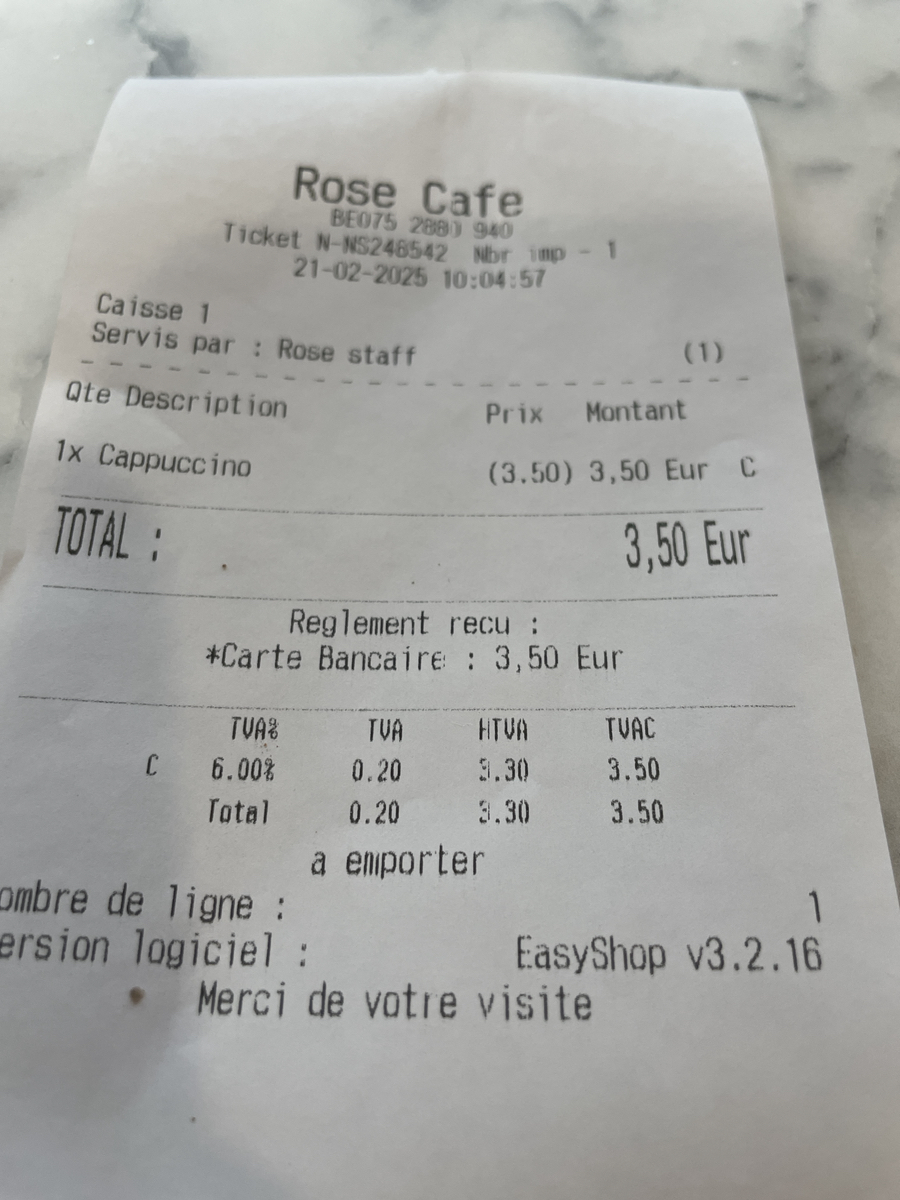 Rose Cafe
BE075 940
Ticket N-NS248542 Nbr imp - 1
21-02-2025 10:04:57
Caisse 1
Servis par : Rose staff (1)
Qte Description Prix Montant
1x Cappuccino (3.50) 3,50 Eur C
TOTAL : 3,50 Eur
Reglement recu :
*Carte Bancaire : 3,50 Eur
TVA% TVA HTVA TVAC
C 6.00% 0.20 3.30 3.50
Total 0.20 3.30 3.50
a emporter
ombre de ligne : 1
ersion logiciel : EasyShop v3.2.16
Merci de votre visite